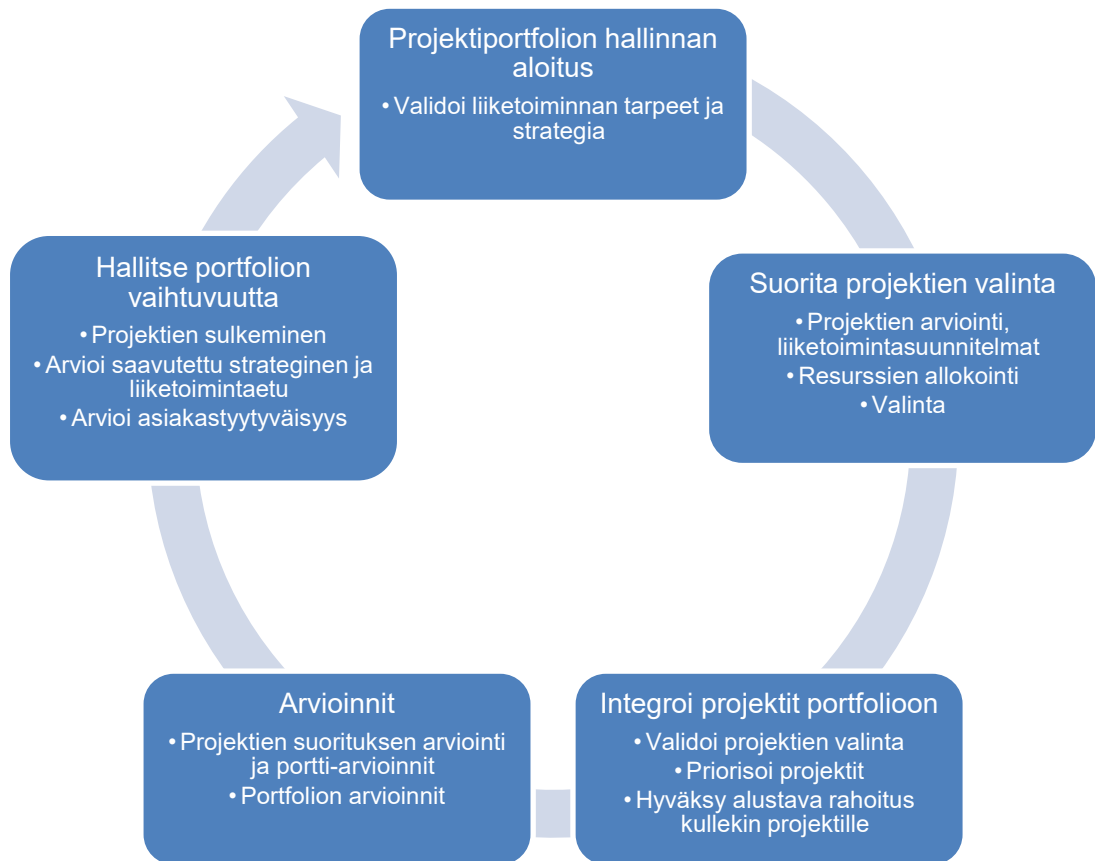 Projektiportfolion hallinnan
aloitus
• Validoi liiketoiminnan tarpeet ja
strategia
Suorita projektien valinta
• Projektien arviointi,
liiketoimintasuunnitelmat
• Resurssien allokointi
• Valinta
Integroi projektit portfolioon
• Validoi projektien valinta
• Priorisoi projektit
• Hyväksy alustava rahoitus
kullekin projektille
Arvioinnit
• Projektien suorituksen arviointi
ja portti-arvioinnit
• Portfolion arvioinnit
Hallitse portfolion
vaihtuvuutta
• Projektien sulkeminen
• Arvioi saavutettu strateginen ja
liiketoimintaetu
• Arvioi asiakastyytyväisyys